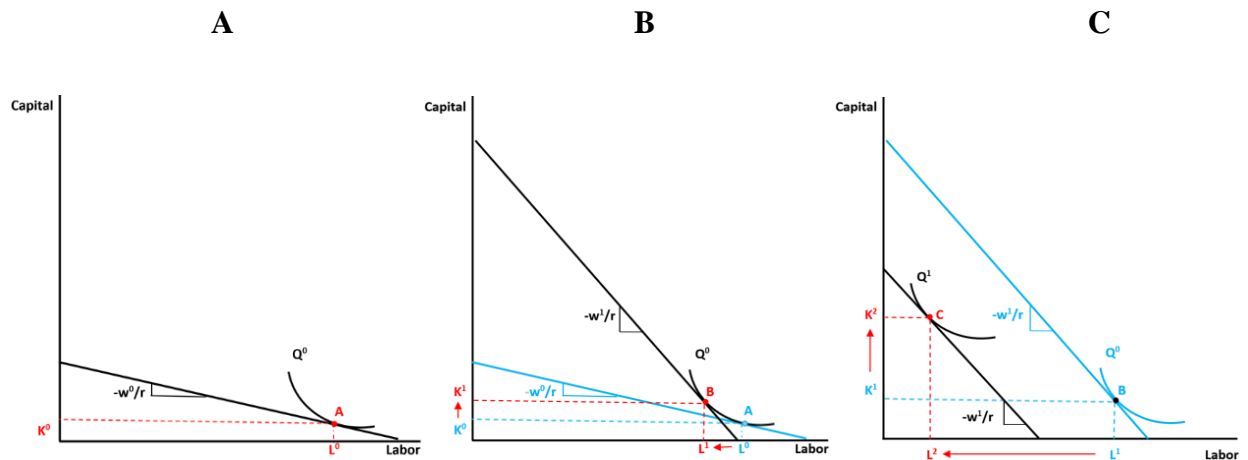 A
B
C
Capital
Q⁰
-w⁰/r
A
K⁰
L⁰
Labor
Capital
-w¹/r
Q⁰
-w⁰/r
B
A
K¹
K⁰
L¹
L⁰
Labor
Capital
Q¹
-w¹/r
K²
C
Q⁰
K¹
B
-w¹/r
L²
L¹
Labor